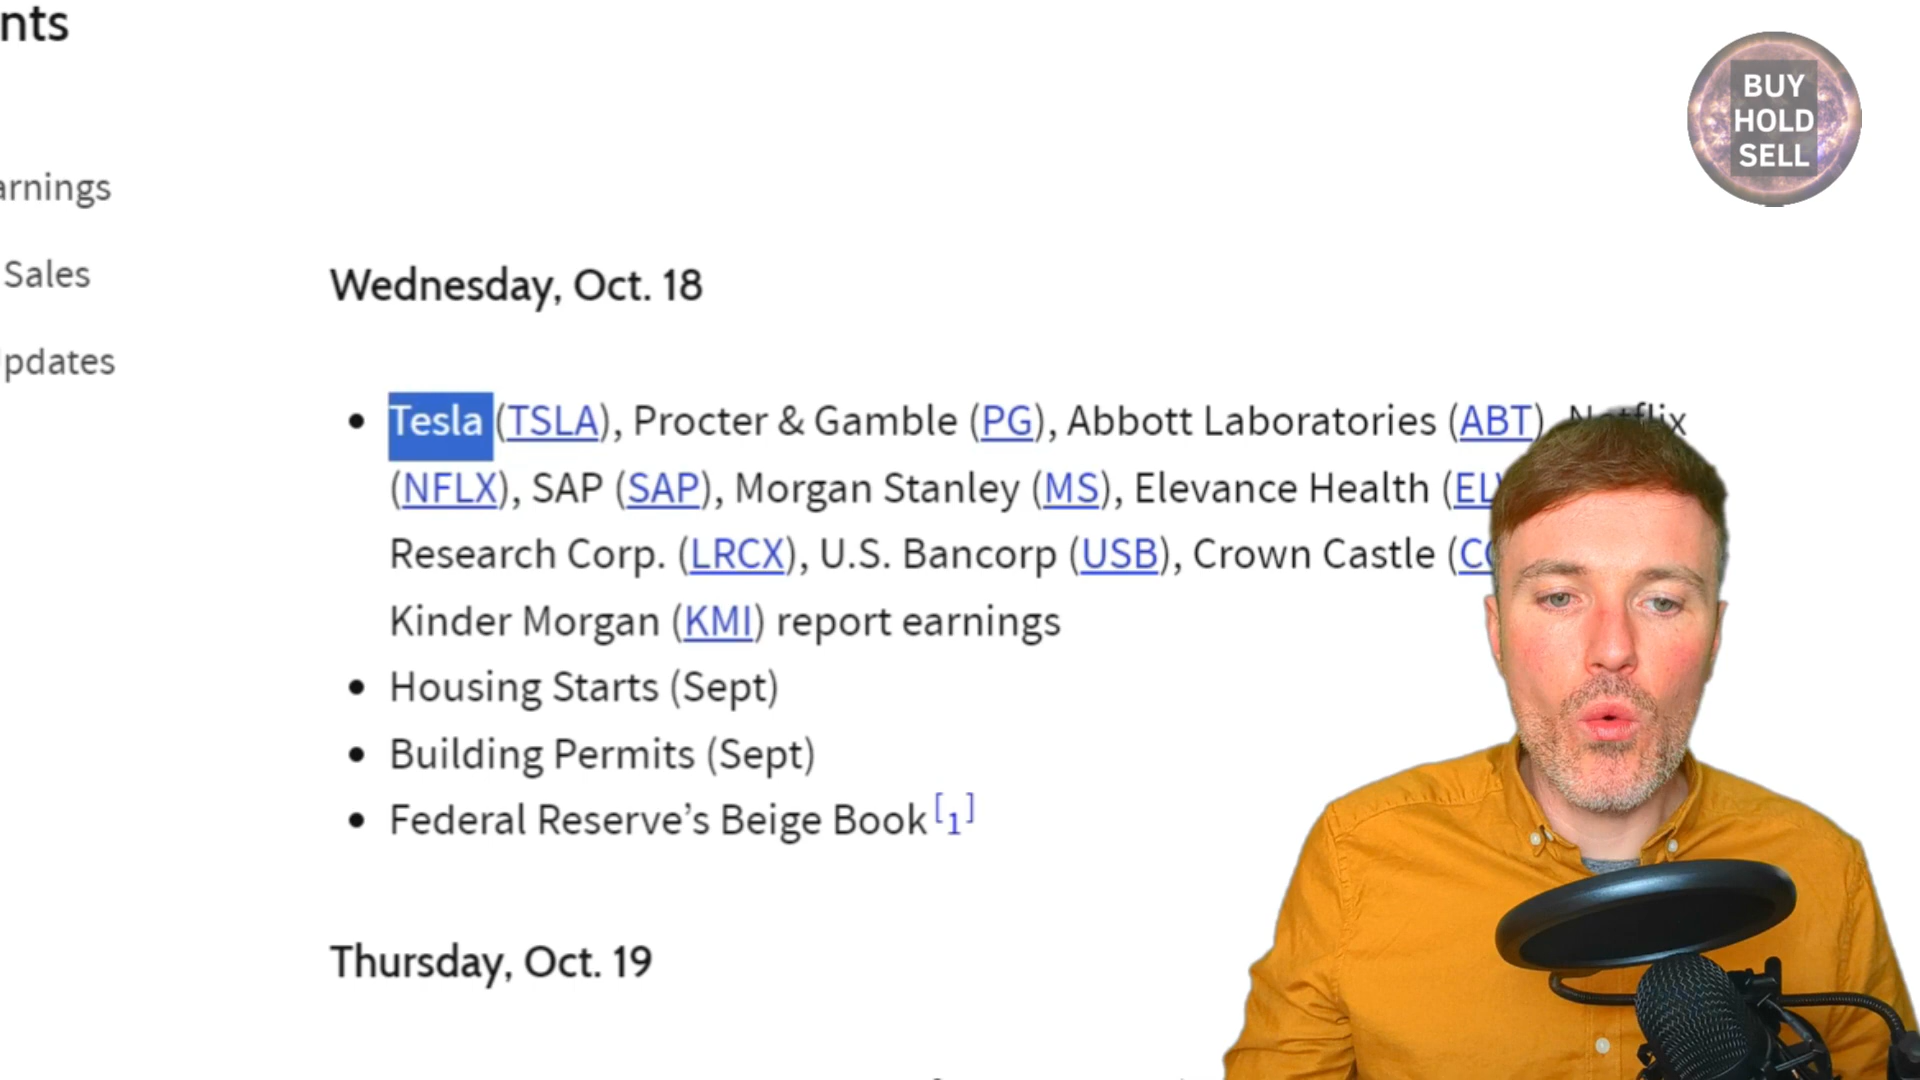 nts
BUY
HOLD
SELL
arnings
Sales
pdates
Wednesday, Oct. 18
Tesla (TSLA), Procter & Gamble (PG), Abbott Laboratories (ABT), Netflix
(NFLX), SAP (SAP), Morgan Stanley (MS), Elevance Health (EL
Research Corp. (LRCX), U.S. Bancorp (USB), Crown Castle (CC
Kinder Morgan (KMI) report earnings
Housing Starts (Sept)
Building Permits (Sept)
Federal Reserve’s Beige Book [1]
Thursday, Oct. 19